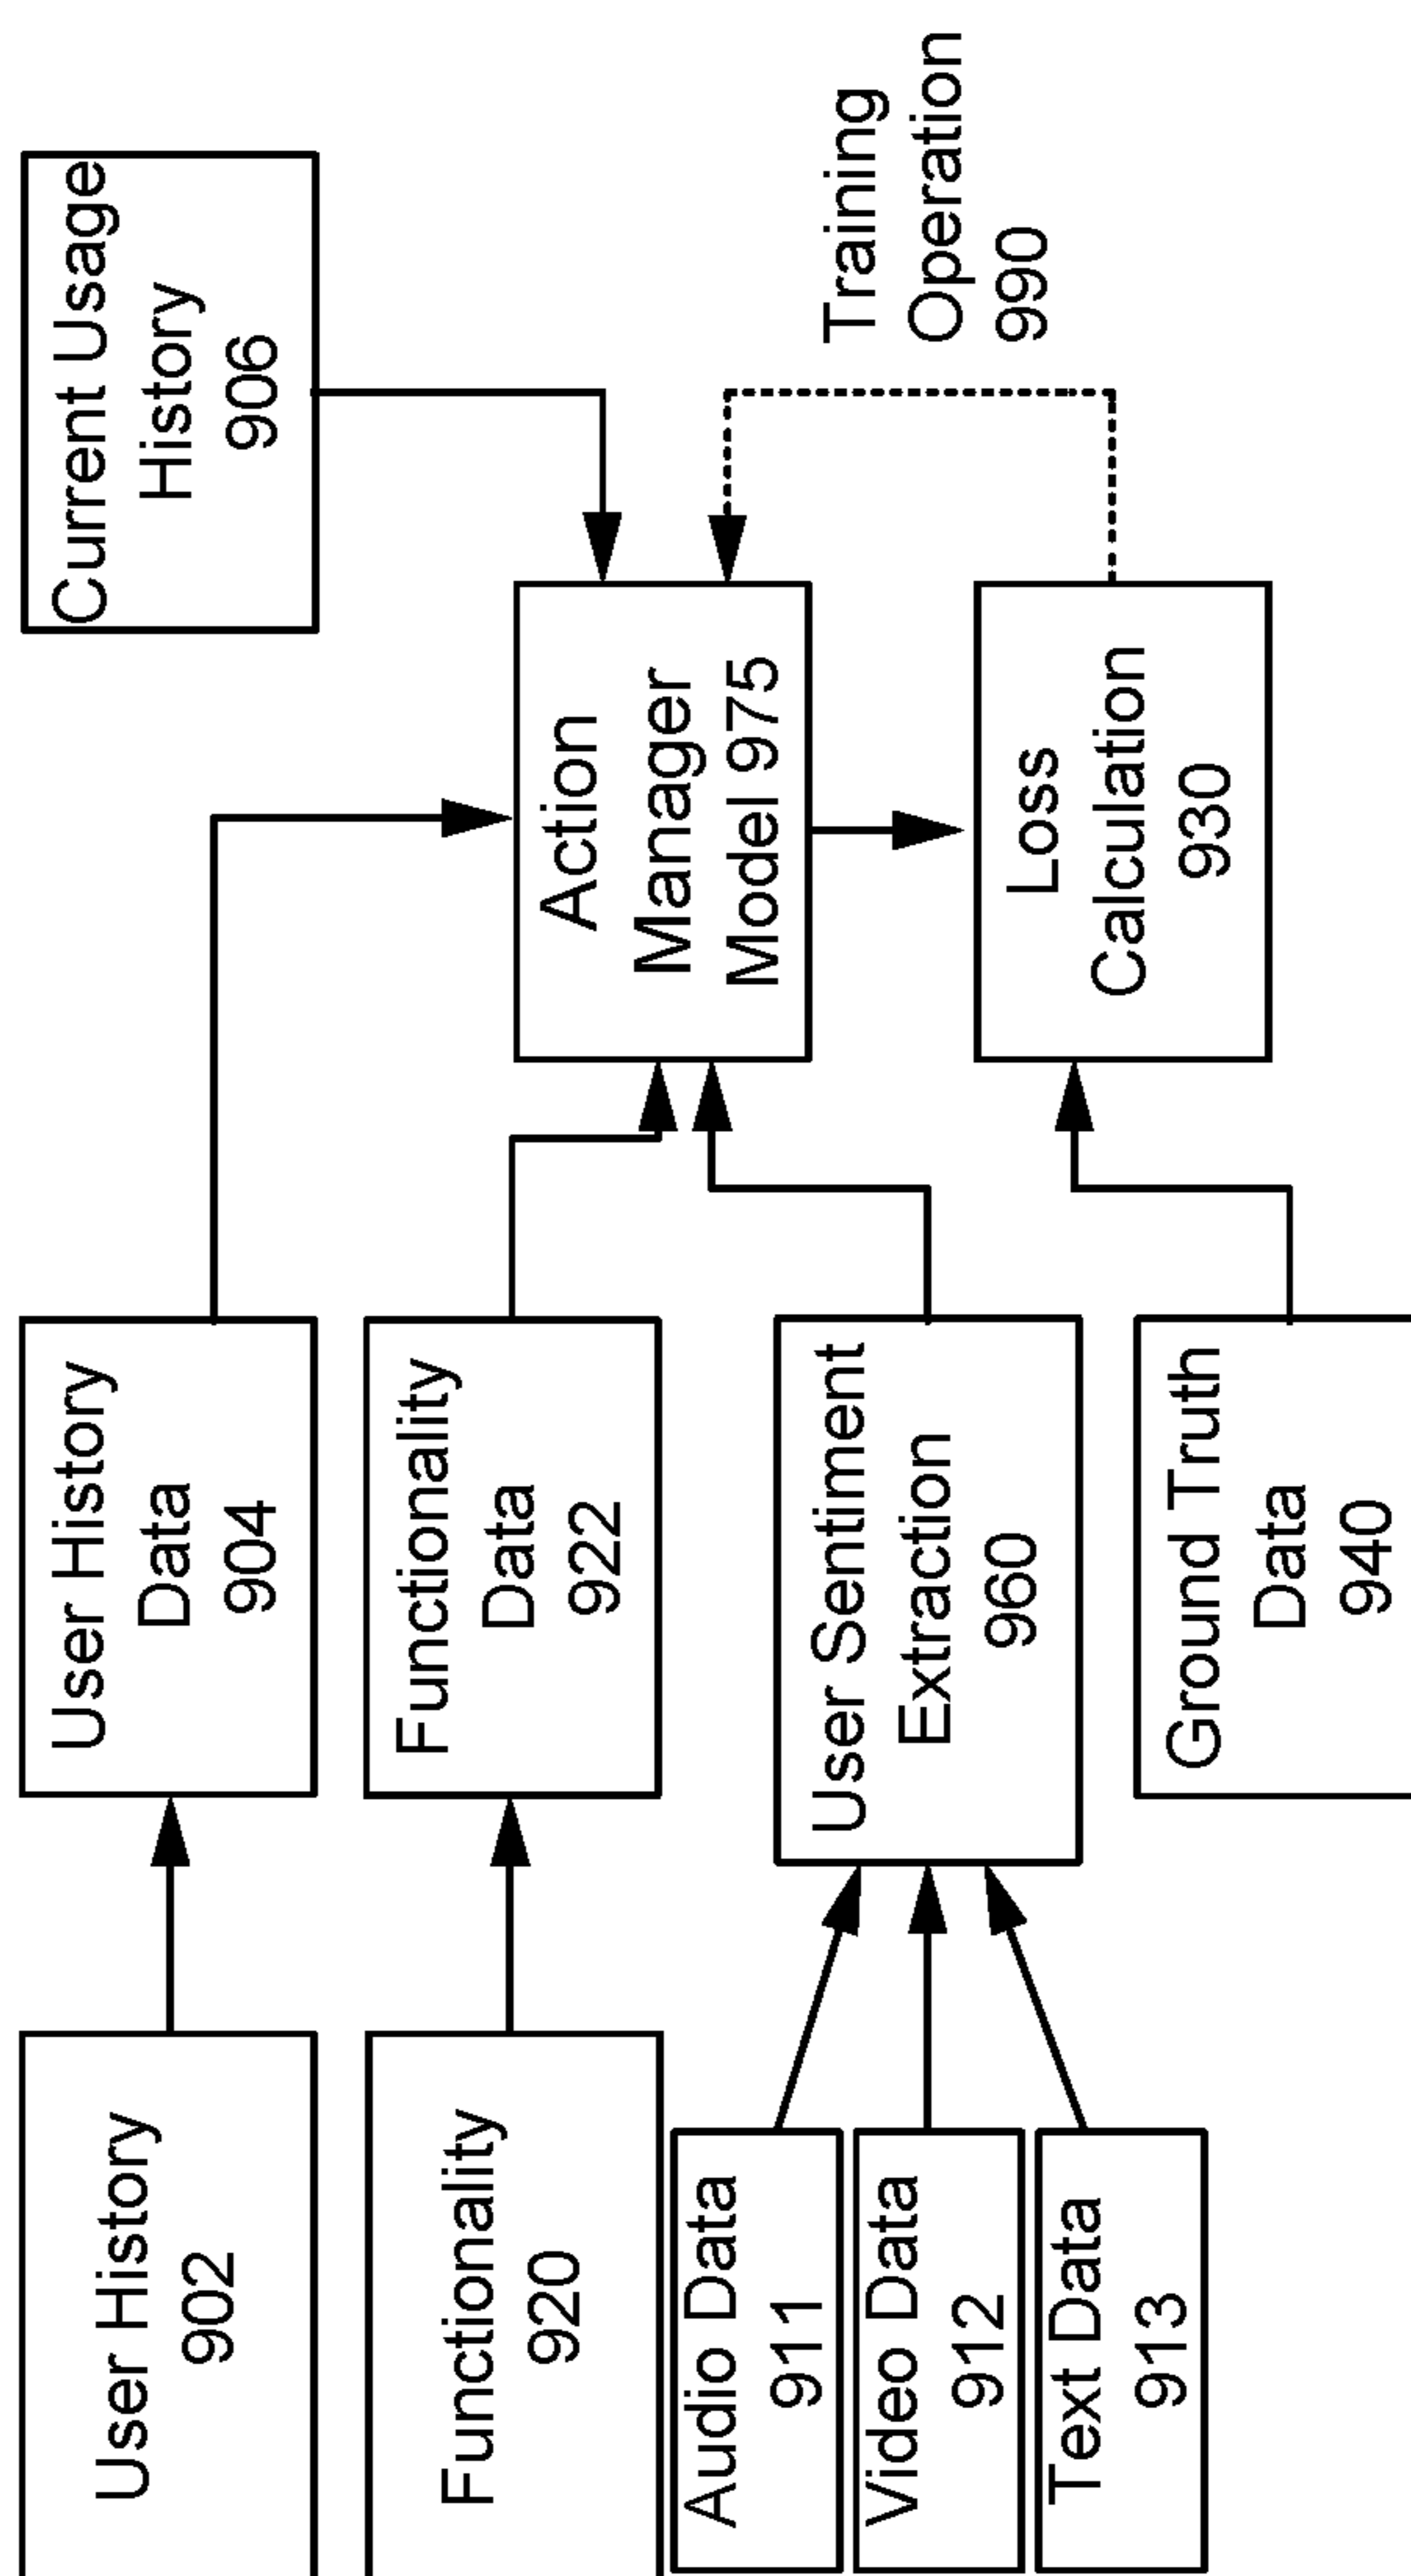 User History
902
User History
Data
904
Current Usage
History
906
Functionality
920
Functionality
Data
922
Action
Manager
Model 975
Training
Operation
990
Audio Data
911
Video Data
912
Text Data
913
User Sentiment
Extraction
960
Loss
Calculation
930
Ground Truth
Data
940